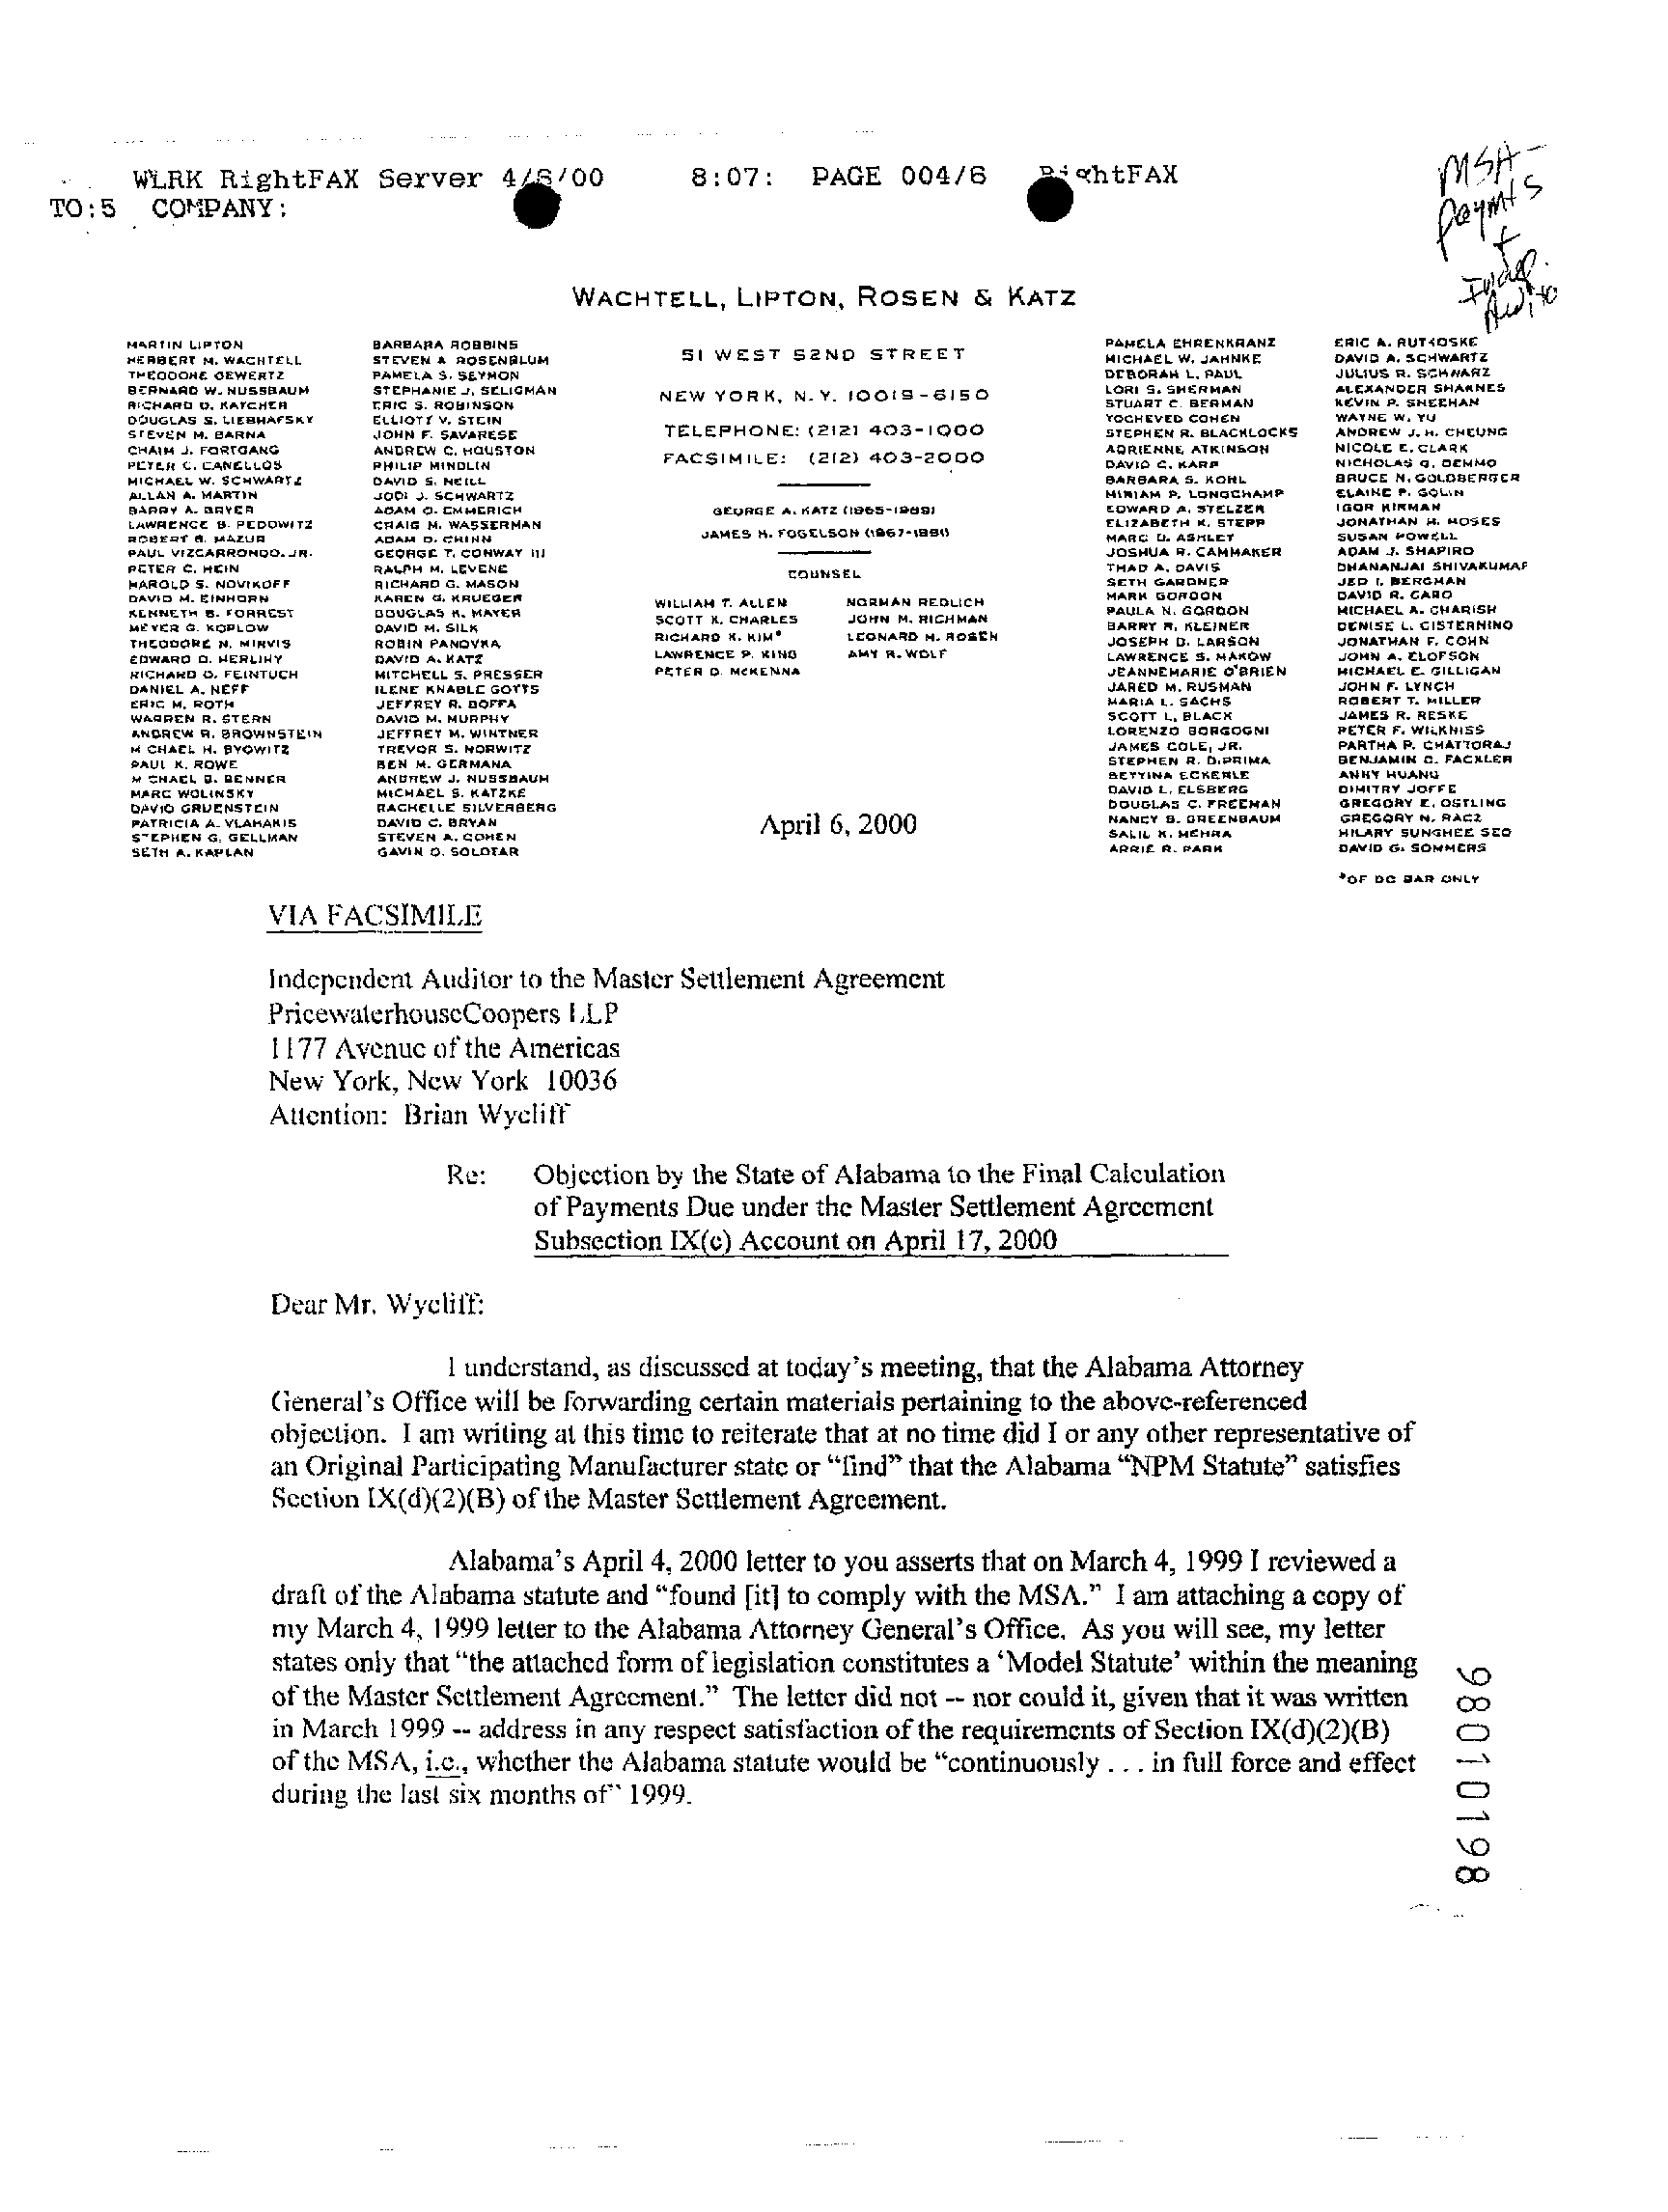 WLRK RightFAX Server 4/6/00 8:07: PAGE 004/6 RightFAX
TO:5 COMPANY:
MSA -
Paymts
+
Indep.
Auditor
WACHTELL, LIPTON, ROSEN & KATZ
MARTIN LIPTON
HERBERT M. WACHTELL
THEODORE GEWERTZ
BERNARD W. NUSSBAUM
RICHARD D. KATCHER
DOUGLAS S. LIEBHAFSKY
STEVEN M. BARNA
CHAIM J. FORTGANG
PETER C. CANELLOS
MICHAEL W. SCHWARTZ
ALLAN A. MARTIN
BARRY A. BRYER
LAWRENCE B. PEDOWITZ
ROBERT B. MAZUR
PAUL VIZCARRONDO, JR.
PETER C. HEIN
HAROLD S. NOVIKOFF
DAVID M. EINHORN
KENNETH B. FORREST
MEYER G. KOPLOW
THEODORE N. MIRVIS
EDWARD D. HERLIHY
RICHARD D. FEINTUCH
DANIEL A. NEFF
ERIC M. ROTH
WARREN R. STERN
ANDREW R. BROWNSTEIN
MICHAEL H. BYOWITZ
PAUL K. ROWE
MICHAEL B. BENNER
MARC WOLINSKY
DAVID GRUENSTEIN
PATRICIA A. VLAHAKIS
STEPHEN G. GELLMAN
SETH A. KAPLAN
BARBARA ROBBINS
STEVEN A ROSENBLUM
PAMELA S. SEYMON
STEPHANIE J. SELIGMAN
ERIC S. ROBINSON
ELLIOTT V. STEIN
JOHN F. SAVARESE
ANDREW C. HOUSTON
PHILIP MINDLIN
DAVID S. NEILL
JODI J. SCHWARTZ
ADAM O. EMMERICH
CRAIG M. WASSERMAN
ADAM D. CHINN
GEORGE T. CONWAY III
RALPH M. LEVENE
RICHARD G. MASON
KAREN G. KRUEGER
DOUGLAS K. MAYER
DAVID M. SILK
ROBIN PANOVKA
DAVID A. KATZ
MITCHELL S. PRESSER
ILENE KNABLE GOTTS
JEFFREY R. BOFFA
DAVID M. MURPHY
JEFFREY M. WINTNER
TREVOR S. NORWITZ
BEN M. GERMANA
ANDREW J. NUSSBAUM
MICHAEL S. KATZKE
RACHELLE SILVERBERG
DAVID C. BRYAN
STEVEN A. COHEN
GAVIN D. SOLOTAR
51 WEST 52ND STREET
NEW YORK, N.Y. 10019-6150
TELEPHONE: (212) 403-1000
FACSIMILE: (212) 403-2000
GEORGE A. KATZ (1965-1989)
JAMES H. FOGELSON (1967-1991)
COUNSEL
WILLIAM T. ALLEN
SCOTT K. CHARLES
RICHARD K. KIM*
LAWRENCE P. KING
PETER D. McKENNA
NORMAN REDLICH
JOHN M. RICHMAN
LEONARD M. ROSEN
AMY R. WOLF
April 6, 2000
PAMELA EHRENKRANZ
MICHAEL W. JAHNKE
DEBORAH L. PAUL
LORI S. SHERMAN
STUART C. BERMAN
YOCHEVED COHEN
STEPHEN R. BLACKLOCKS
ADRIENNE ATKINSON
DAVID C. KARP
BARBARA S. KOHL
MIRIAM P. LONGCHAMP
EDWARD A. STELZER
ELIZABETH K. STEPP
MARC D. ASHLEY
JOSHUA R. CAMMAKER
THAD A. DAVIS
SETH GARDNER
MARK GORDON
PAULA N. GORDON
BARRY R. KLEINER
JOSEPH D. LARSON
LAWRENCE S. MAKOW
JEANNEMARIE O'BRIEN
JARED M. RUSMAN
MARIA L. SACHS
SCOTT L. BLACK
LORENZO BORGOGNI
JAMES COLE, JR.
STEPHEN R. DiPRIMA
BETTINA ECKERLE
DAVID L. ELSBERG
DOUGLAS C. FREEMAN
NANCY B. GREENBAUM
SALIL K. MEHRA
ARRIE R. PARK
ERIC A. RUTKOSKE
DAVID A. SCHWARTZ
JULIUS R. SCHWARZ
ALEXANDER SHAKNES
KEVIN P. SHEEHAN
WAYNE W. YU
ANDREW J. H. CHEUNG
NICOLE E. CLARK
NICHOLAS G. DEMMO
BRUCE N. GOLDBERGER
ELAINE P. GOLIN
IGOR KIRMAN
JONATHAN H. MOSES
SUSAN POWELL
ADAM J. SHAPIRO
DHANANJAI SHIVAKUMAR
JED I. BERGMAN
DAVID R. CARO
MICHAEL A. CHARISH
DENISE L. CISTERNINO
JONATHAN F. COHN
JOHN A. ELOFSON
MICHAEL E. GILLIGAN
JOHN F. LYNCH
ROBERT T. MILLER
JAMES R. RESKE
PETER F. WILKNISS
PARTHA P. CHATTORAJ
BENJAMIN D. FACKLER
ANNY HUANG
DIMITRY JOFFE
GREGORY E. OSTLING
GREGORY N. RACZ
HILARY SUNGHEE SEO
DAVID G. SOMMERS
*OF DC BAR ONLY
VIA FACSIMILE
Independent Auditor to the Master Settlement Agreement
PricewaterhouseCoopers LLP
1177 Avenue of the Americas
New York, New York 10036
Attention: Brian Wycliff
Re: Objection by the State of Alabama to the Final Calculation
of Payments Due under the Master Settlement Agreement
Subsection IX(c) Account on April 17, 2000
Dear Mr. Wycliff:
I understand, as discussed at today's meeting, that the Alabama Attorney
General's Office will be forwarding certain materials pertaining to the above-referenced
objection. I am writing at this time to reiterate that at no time did I or any other representative of
an Original Participating Manufacturer state or "find" that the Alabama "NPM Statute" satisfies
Section IX(d)(2)(B) of the Master Settlement Agreement.
Alabama's April 4, 2000 letter to you asserts that on March 4, 1999 I reviewed a
draft of the Alabama statute and "found [it] to comply with the MSA." I am attaching a copy of
my March 4, 1999 letter to the Alabama Attorney General's Office. As you will see, my letter
states only that "the attached form of legislation constitutes a 'Model Statute' within the meaning
of the Master Settlement Agreement." The letter did not -- nor could it, given that it was written
in March 1999 -- address in any respect satisfaction of the requirements of Section IX(d)(2)(B)
of the MSA, i.e., whether the Alabama statute would be "continuously . . . in full force and effect
during the last six months of" 1999.
98010198